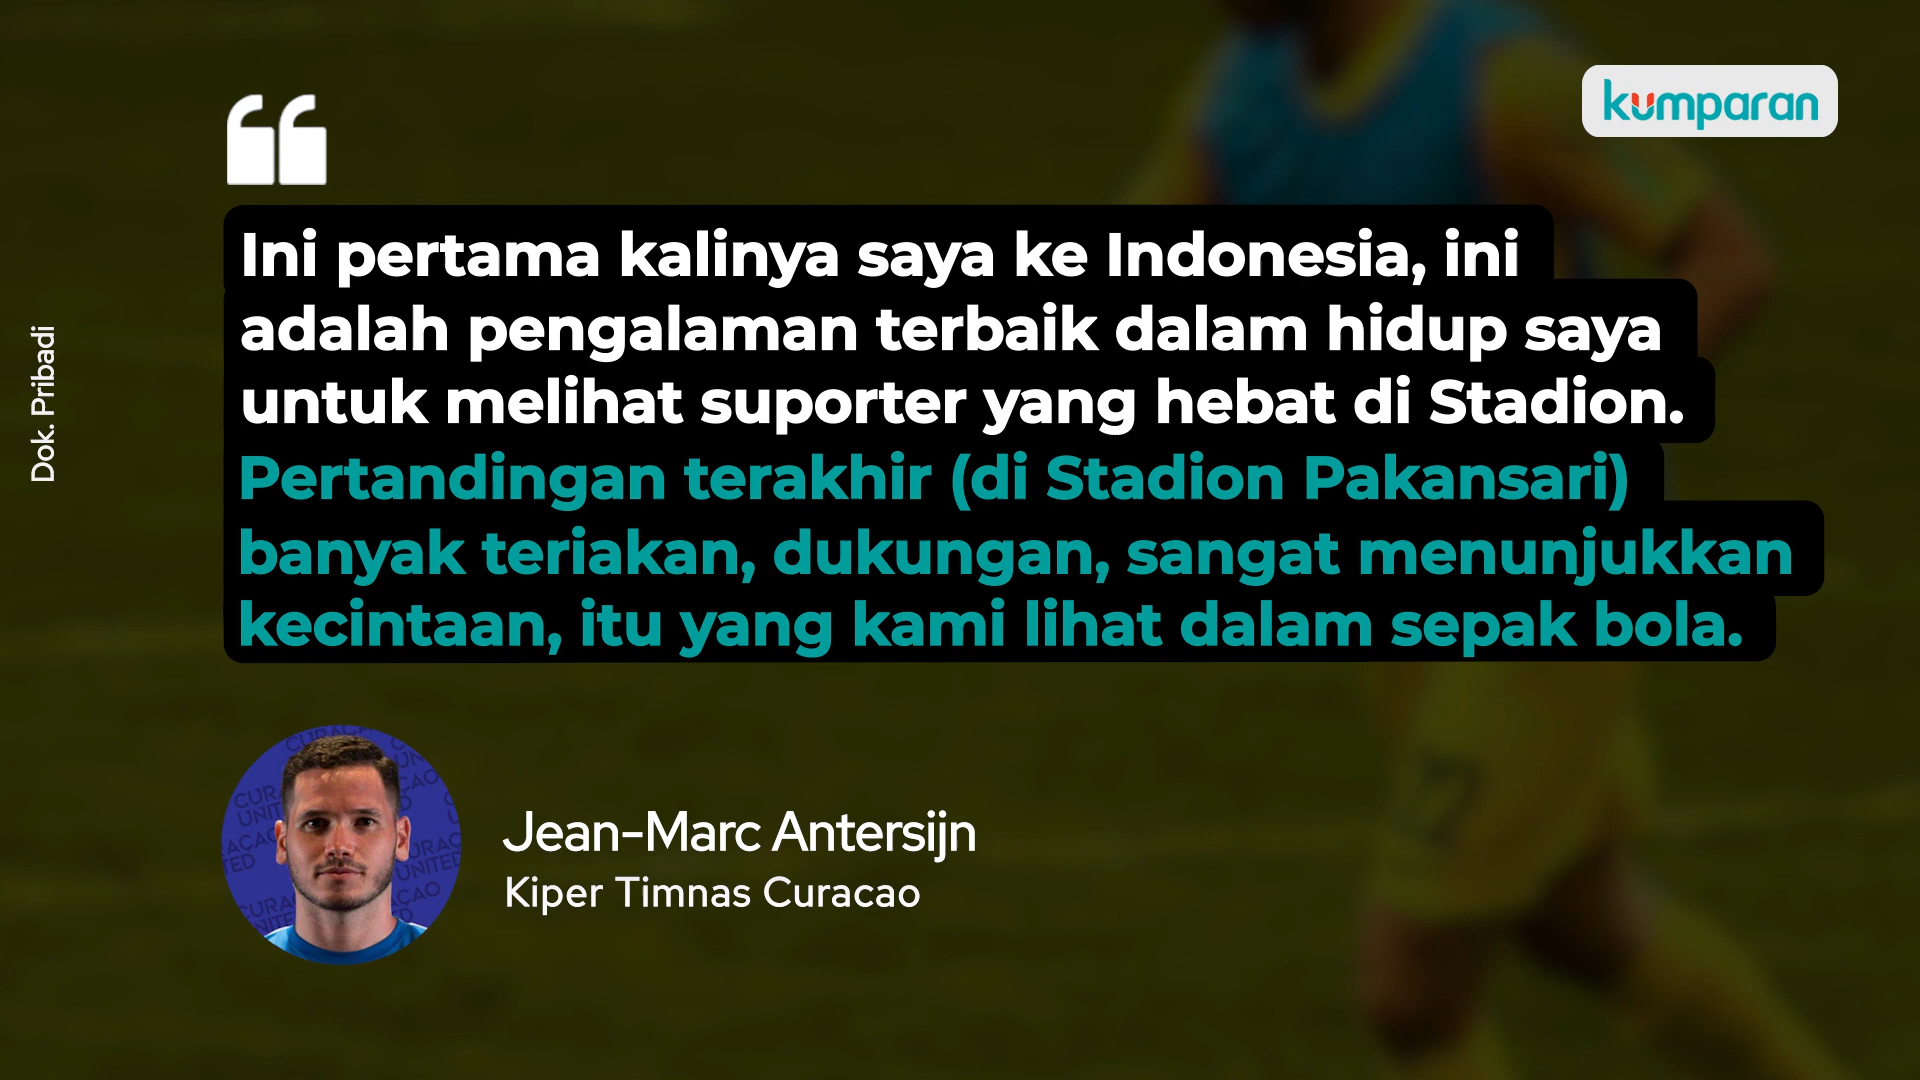 kumparan
Ini pertama kalinya saya ke Indonesia, ini
adalah pengalaman terbaik dalam hidup saya
untuk melihat suporter yang hebat di Stadion.
Pertandingan terakhir (di Stadion Pakansari)
banyak teriakan, dukungan, sangat menunjukkan
kecintaan, itu yang kami lihat dalam sepak bola.
Dok. Pribadi
Jean-Marc Antersijn
Kiper Timnas Curacao